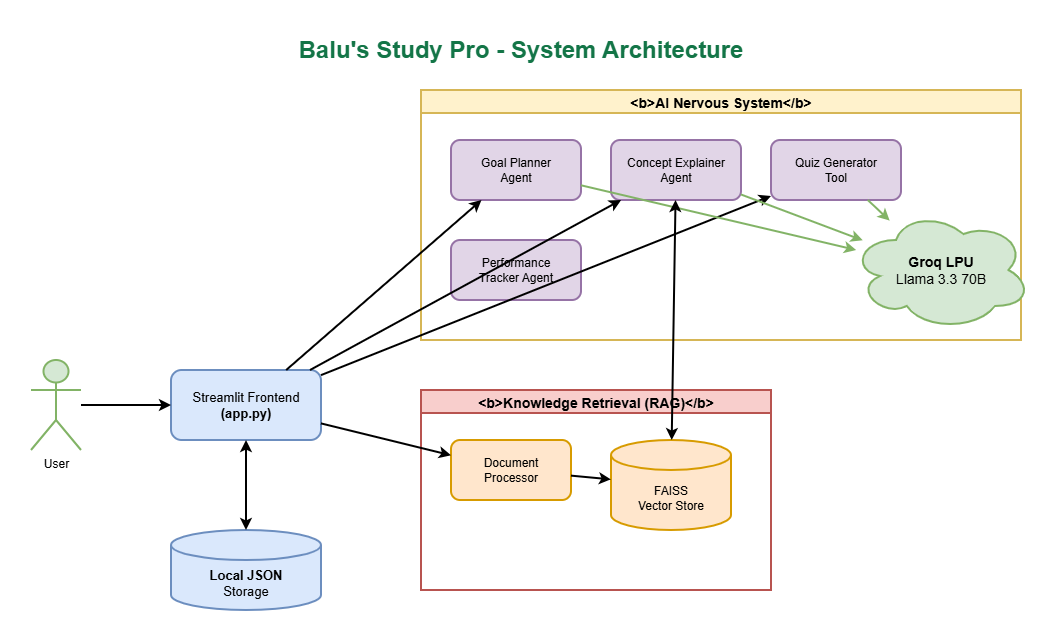 Balu's Study Pro - System Architecture
<b>AI Nervous System</b>
Goal Planner
Agent
Concept Explainer
Agent
Quiz Generator
Tool
Performance
Tracker Agent
Groq LPU
Llama 3.3 70B
User
Streamlit Frontend
(app.py)
<b>Knowledge Retrieval (RAG)</b>
Document
Processor
FAISS
Vector Store
Local JSON
Storage